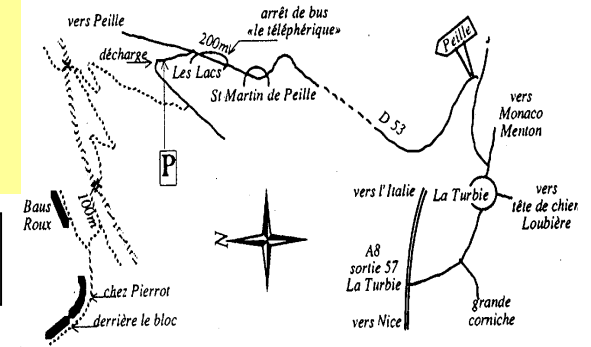 arrêt de bus
«le téléphérique»
vers Peille
200m
décharge
Les Lacs
St Martin de Peille
Peille
D 53
vers
Monaco
Menton
P
vers l'Italie
La Turbie
vers
tête de chien
Loubière
100m
Baus
Roux
N
A8
sortie 57
La Turbie
chez Pierrot
derrière le bloc
vers Nice
grande
corniche